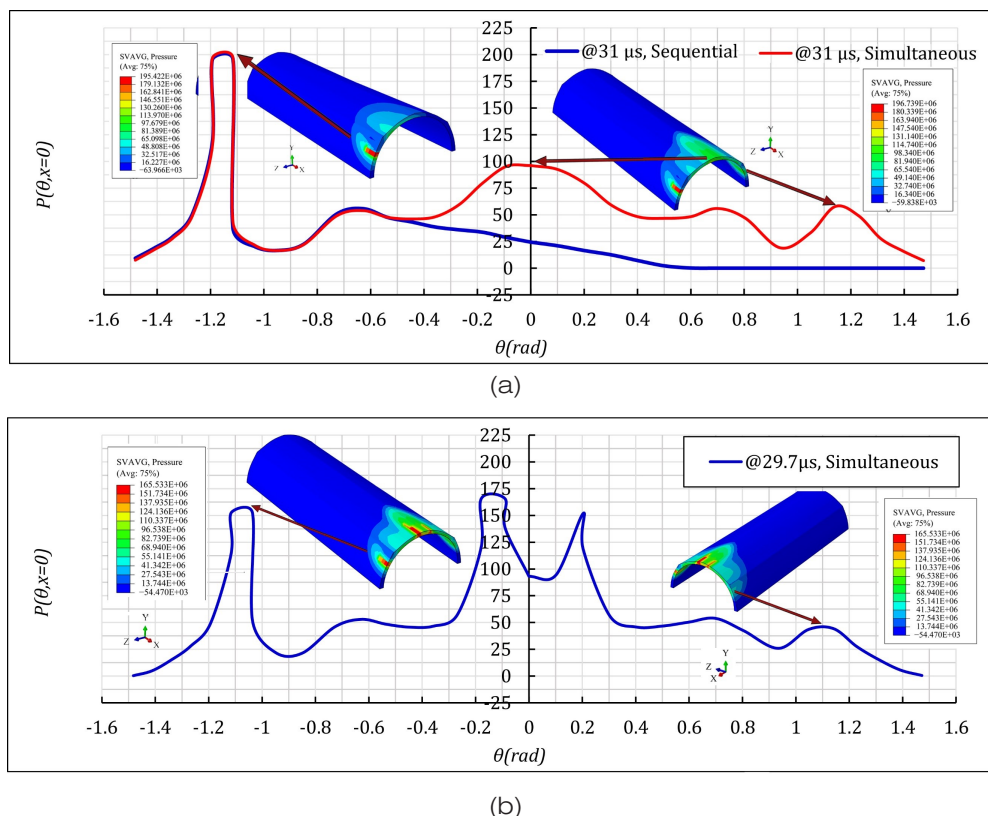 225
200
175
150
125
100
75
50
25
0
25
P(θ,x=0)
@31 μs, Sequential
@31 μs, Simultaneous
SVAVG, Pressure
(Avg: 75%)
195.422E+06
179.132E+06
162.841E+06
146.551E+06
130.260E+06
113.970E+06
97.679E+06
81.389E+06
65.098E+06
48.808E+06
32.517E+06
16.227E+06
−63.966E+03
Y
Z
X
Y
Z
X
SVAVG, Pressure
(Avg: 75%)
196.739E+06
180.339E+06
163.940E+06
147.540E+06
131.140E+06
114.740E+06
98.340E+06
81.940E+06
65.540E+06
49.140E+06
32.740E+06
16.340E+06
−59.838E+03
-1.6 -1.4 -1.2 -1 -0.8 -0.6 -0.4 -0.2 0 0.2 0.4 0.6 0.8 1 1.2 1.4 1.6
θ(rad)
(a)
225
200
175
150
125
100
75
50
25
0
-25
P(θ,x=0)
@29.7μs, Simultaneous
SVAVG, Pressure
(Avg: 75%)
165.533E+06
151.734E+06
137.935E+06
124.136E+06
110.337E+06
96.538E+06
82.739E+06
68.940E+06
55.141E+06
41.342E+06
27.543E+06
13.744E+06
−54.470E+03
Y
Z
X
SVAVG, Pressure
(Avg: 75%)
165.533E+06
151.734E+06
137.935E+06
124.136E+06
110.337E+06
96.538E+06
82.739E+06
68.940E+06
55.141E+06
41.342E+06
27.543E+06
13.744E+06
−54.470E+03
Y
Z
X
-1.6 -1.4 -1.2 -1 -0.8 -0.6 -0.4 -0.2 0 0.2 0.4 0.6 0.8 1 1.2 1.4 1.6
θ(rad)
(b)